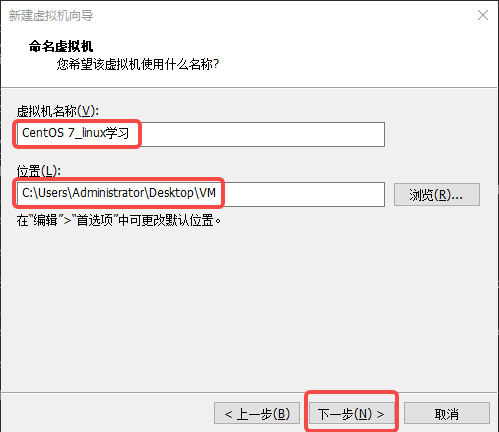 新建虚拟机向导
命名虚拟机
您希望该虚拟机使用什么名称?
虚拟机名称(V):
CentOS 7_linux学习
位置(L):
C:\Users\Administrator\Desktop\VM
浏览(R)...
在“编辑”>“首选项”中可更改默认位置。
< 上一步(B) 下一步(N) > 取消